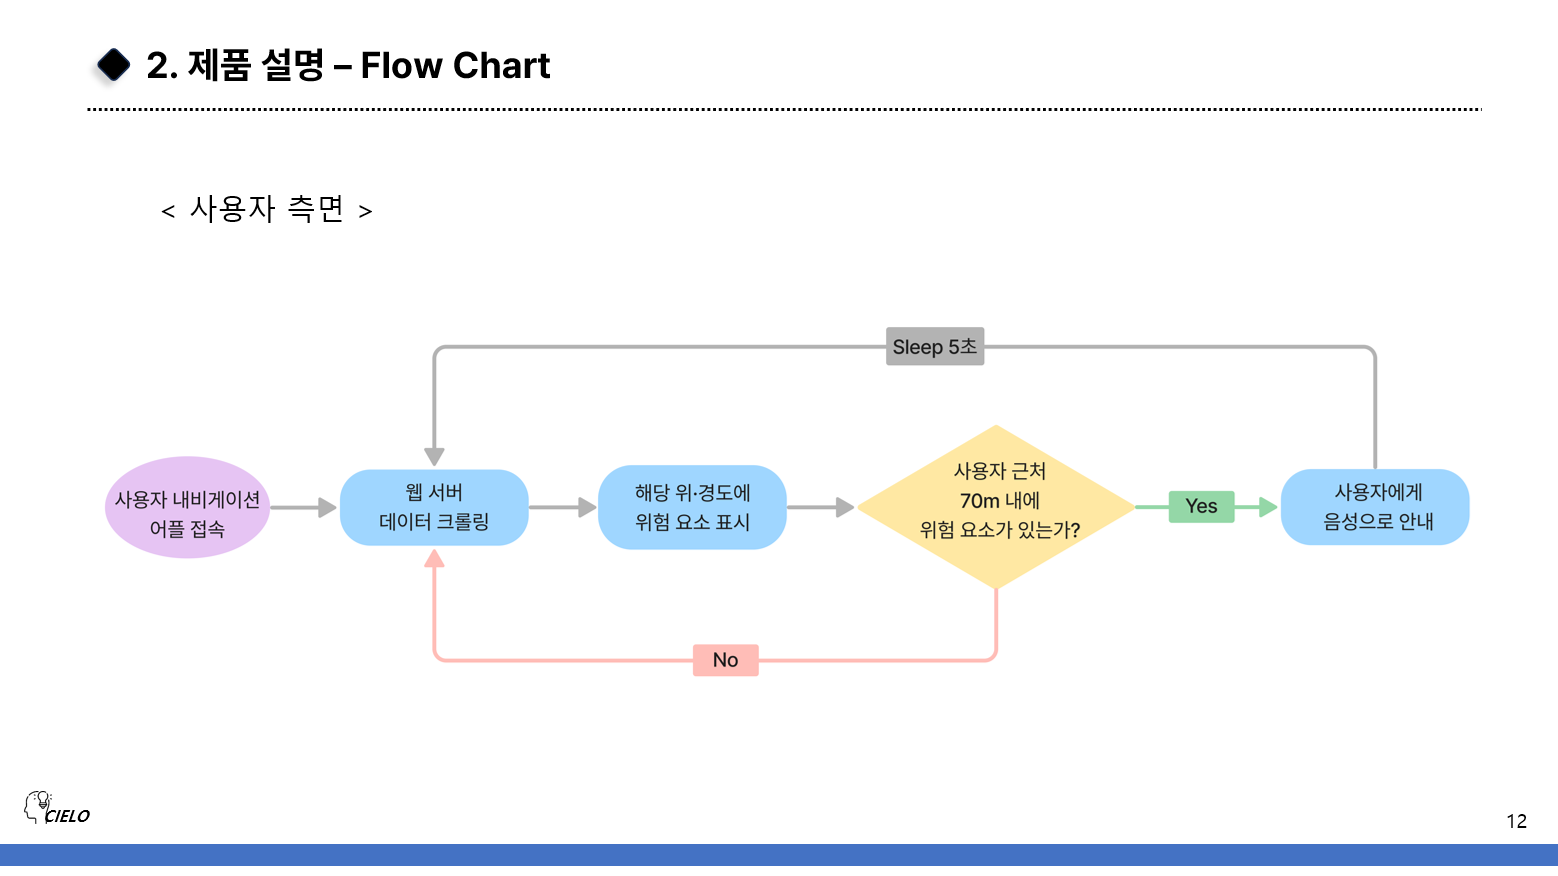 2. 제품 설명 – Flow Chart
< 사용자 측면 >
Sleep 5초
사용자 내비게이션
어플 접속
웹 서버
데이터 크롤링
해당 위·경도에
위험 요소 표시
사용자 근처
70m 내에
위험 요소가 있는가?
Yes
사용자에게
음성으로 안내
No
CIELO
12